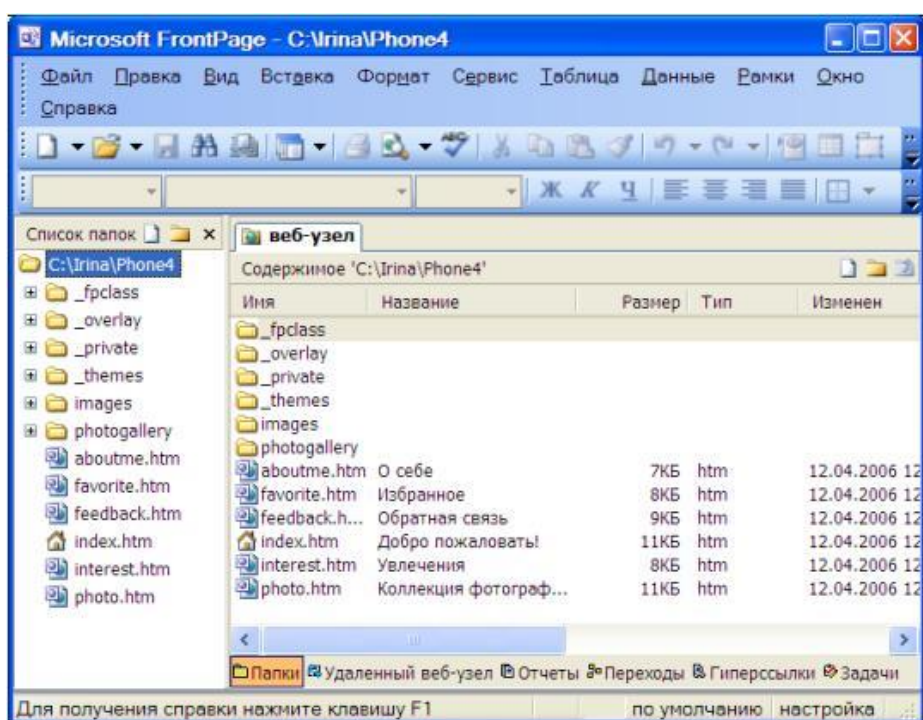 Microsoft FrontPage - C:\Irina\Phone4
Файл Правка Вид Вставка Формат Сервис Таблица Данные Рамки Окно
Справка
Ж К Ч
Список папок
веб-узел
C:\Irina\Phone4
_fpclass
_overlay
_private
_themes
images
photogallery
aboutme.htm
favorite.htm
feedback.htm
index.htm
interest.htm
photo.htm
Содержимое 'C:\Irina\Phone4'
Имя Название Размер Тип Изменен
_fpclass
_overlay
_private
_themes
images
photogallery
aboutme.htm О себе 7КБ htm 12.04.2006 12
favorite.htm Избранное 8КБ htm 12.04.2006 12
feedback.h... Обратная связь 9КБ htm 12.04.2006 12
index.htm Добро пожаловать! 11КБ htm 12.04.2006 12
interest.htm Увлечения 8КБ htm 12.04.2006 12
photo.htm Коллекция фотограф... 11КБ htm 12.04.2006 12
Папки Удаленный веб-узел Отчеты Переходы Гиперссылки Задачи
Для получения справки нажмите клавишу F1 по умолчанию настройка